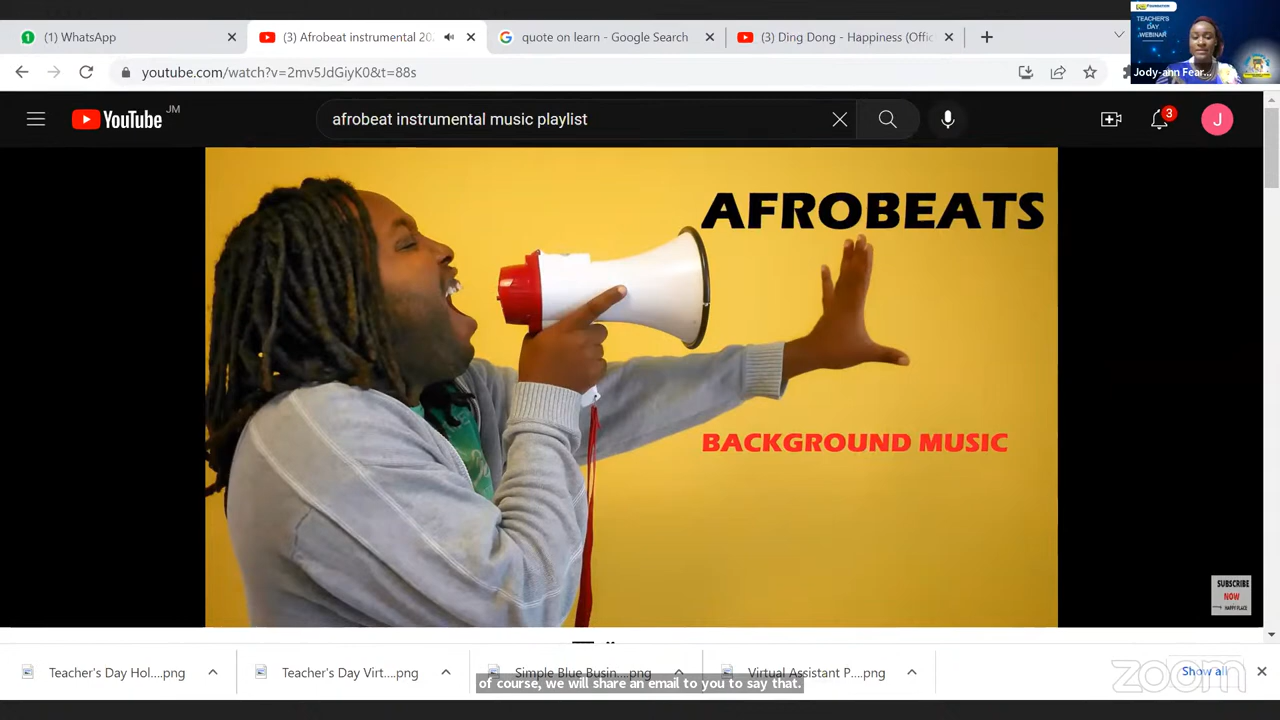 (1) WhatsApp
(3) Afrobeat instrumental 20
quote on learn - Google Search
(3) Ding Dong - Happiness (Offic
youtube.com/watch?v=2mv5JdGiyK0&t=88s
FOUNDATION
TEACHER'S
DAY
WEBINAR
Jody-ann Fear...
YouTube JM
afrobeat instrumental music playlist
3
J
AFROBEATS
BACKGROUND MUSIC
SUBSCRIBE
NOW
HAPPY PLACE
Teacher's Day Hol....png
Teacher's Day Virt....png
Simple Blue Busin....png
Virtual Assistant P....png
Show all
of course, we will share an email to you to say that.
zoom